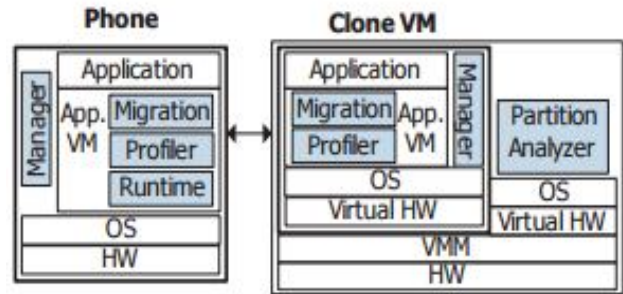 Phone
Manager
Application
App.
VM
Migration
Profiler
Runtime
OS
HW
Clone VM
Application
Migration
Profiler
App.
VM
Manager
OS
Virtual HW
Partition
Analyzer
OS
Virtual HW
VMM
HW